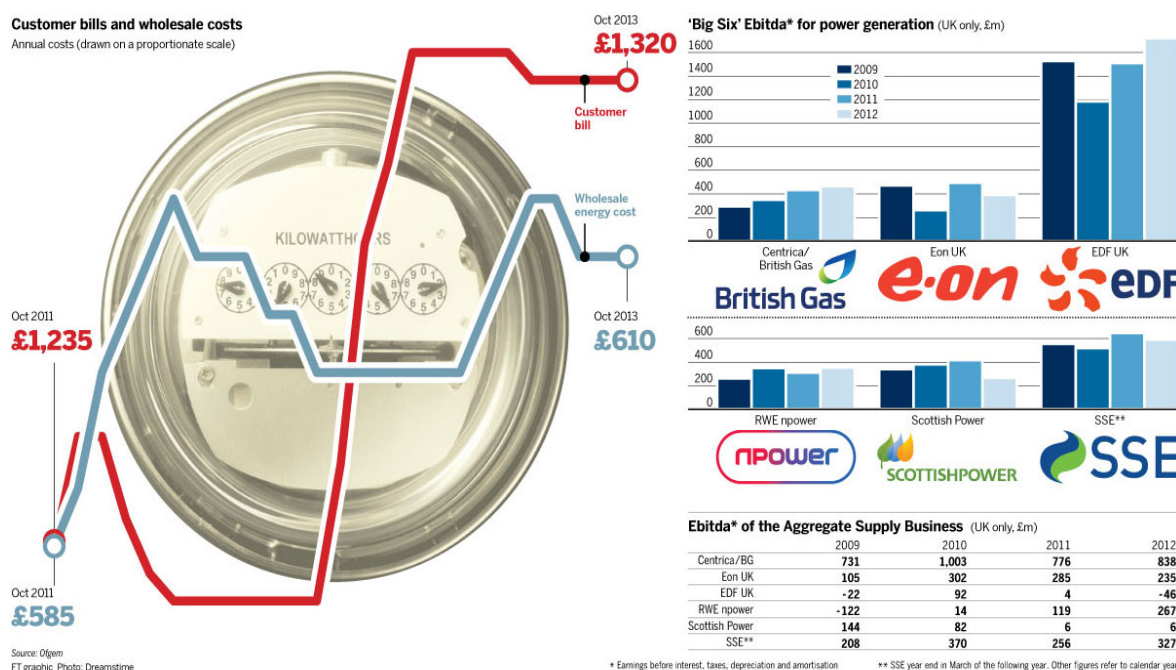 Customer bills and wholesale costs
Annual costs (drawn on a proportionate scale)
Oct 2013
£1,320
Customer
bill
Wholesale
energy cost
KILOWATTHOURS
Oct 2011
£1,235
Oct 2013
£610
Oct 2011
£585
Source: Ofgem
FT graphic Photo: Dreamstime
'Big Six' Ebitda* for power generation (UK only, £m)
1600
1400
1200
1000
800
600
400
200
0
2009
2010
2011
2012
Centrica/
British Gas
Eon UK
EDF UK
British Gas
e·on
eDF
600
400
200
0
RWE npower
Scottish Power
SSE**
npower
SCOTTISHPOWER
SSE
Ebitda* of the Aggregate Supply Business (UK only, £m)
2009 2010 2011 2012
Centrica/BG 731 1,003 776 838
Eon UK 105 302 285 235
EDF UK -22 92 4 -46
RWE npower -122 14 119 267
Scottish Power 144 82 6 6
SSE** 208 370 256 327
* Earnings before interest, taxes, depreciation and amortisation
** SSE year end in March of the following year. Other figures refer to calendar yea